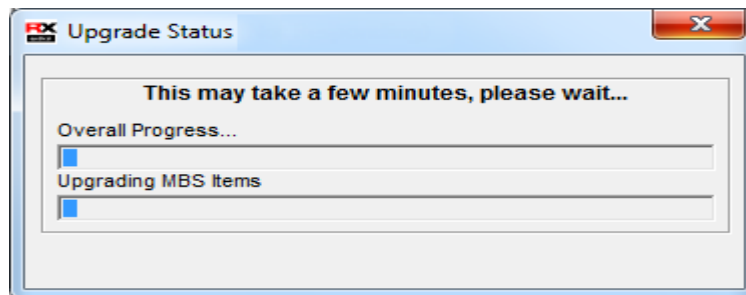 RX
Upgrade Status
This may take a few minutes, please wait...
Overall Progress...
Upgrading MBS Items